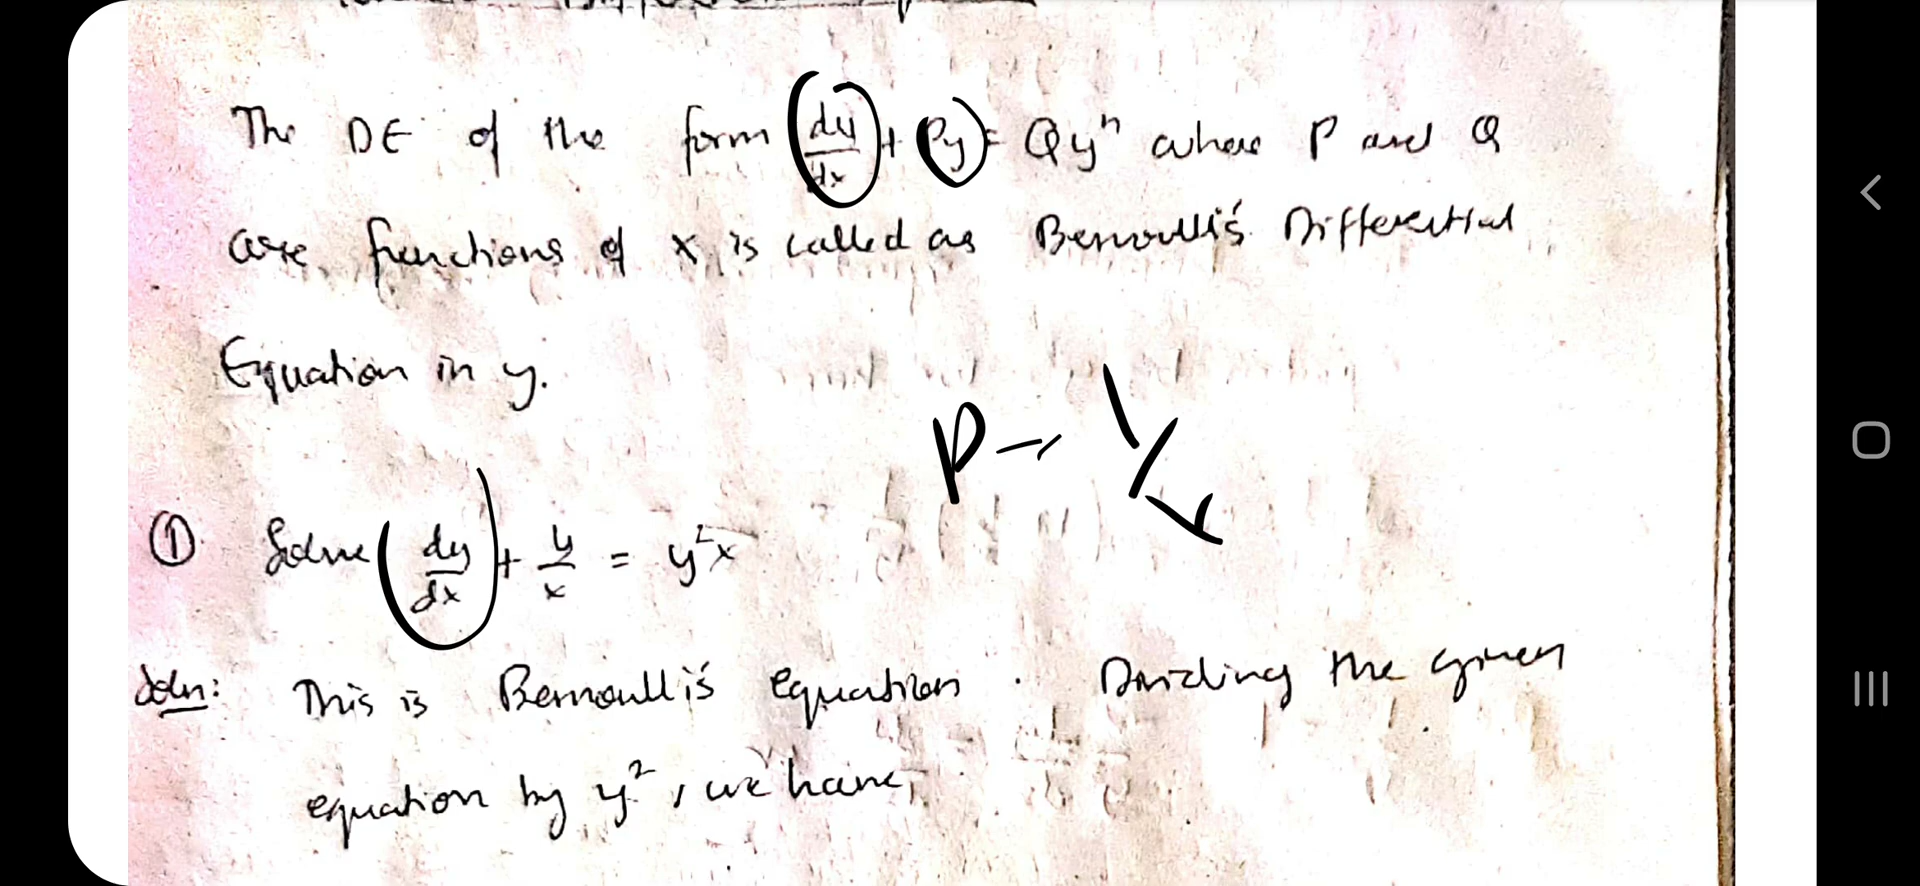 The DE of the form (dy/dx) + (Py) = Qyⁿ where P and Q
are functions of x is called as Bernoulli's Differential
Equation in y.
P - 1/x
① Solve (dy/dx) + y/x = y²x
Soln: This is Bernoulli's equation. Dividing the given
equation by y², we have,